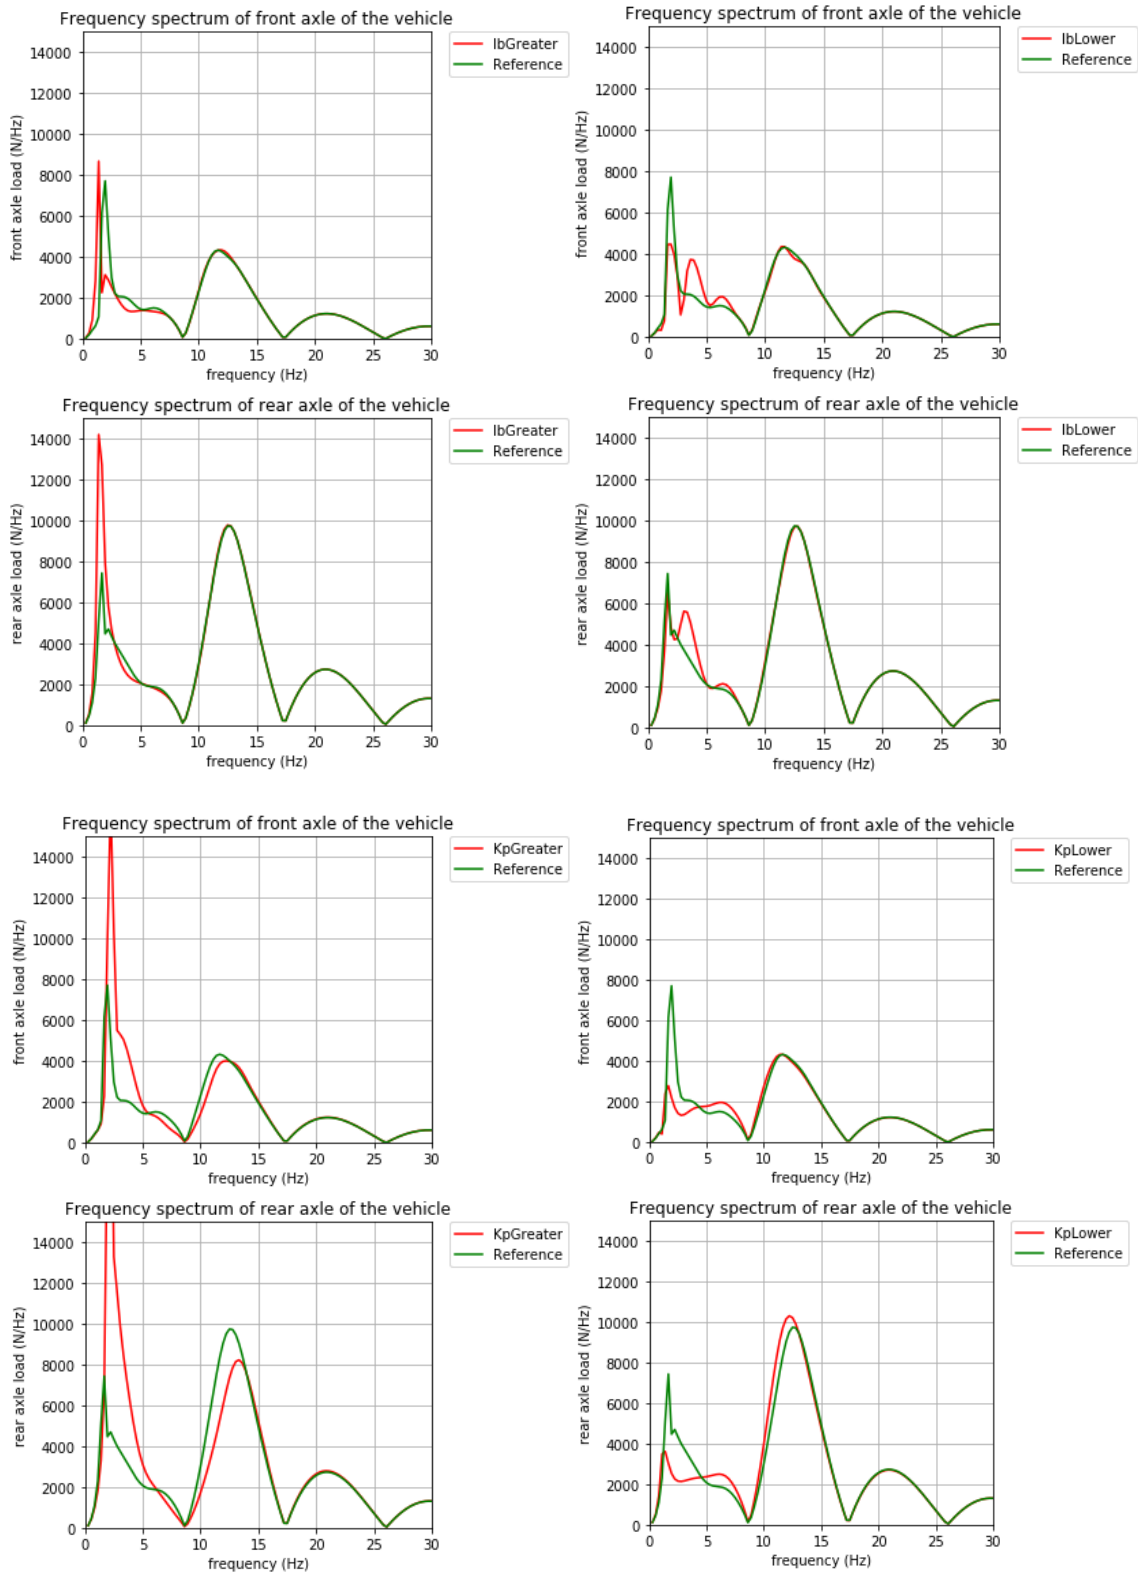 Frequency spectrum of front axle of the vehicle
14000
12000
10000
8000
6000
4000
2000
0
front axle load (N/Hz)
0 5 10 15 20 25 30
frequency (Hz)
IbGreater
Reference
Frequency spectrum of front axle of the vehicle
14000
12000
10000
8000
6000
4000
2000
0
front axle load (N/Hz)
0 5 10 15 20 25 30
frequency (Hz)
IbLower
Reference
Frequency spectrum of rear axle of the vehicle
14000
12000
10000
8000
6000
4000
2000
0
rear axle load (N/Hz)
0 5 10 15 20 25 30
frequency (Hz)
IbGreater
Reference
Frequency spectrum of rear axle of the vehicle
14000
12000
10000
8000
6000
4000
2000
0
rear axle load (N/Hz)
0 5 10 15 20 25 30
frequency (Hz)
IbLower
Reference
Frequency spectrum of front axle of the vehicle
14000
12000
10000
8000
6000
4000
2000
0
front axle load (N/Hz)
0 5 10 15 20 25 30
frequency (Hz)
KpGreater
Reference
Frequency spectrum of front axle of the vehicle
14000
12000
10000
8000
6000
4000
2000
0
front axle load (N/Hz)
0 5 10 15 20 25 30
frequency (Hz)
KpLower
Reference
Frequency spectrum of rear axle of the vehicle
14000
12000
10000
8000
6000
4000
2000
0
rear axle load (N/Hz)
0 5 10 15 20 25 30
frequency (Hz)
KpGreater
Reference
Frequency spectrum of rear axle of the vehicle
14000
12000
10000
8000
6000
4000
2000
0
rear axle load (N/Hz)
0 5 10 15 20 25 30
frequency (Hz)
KpLower
Reference